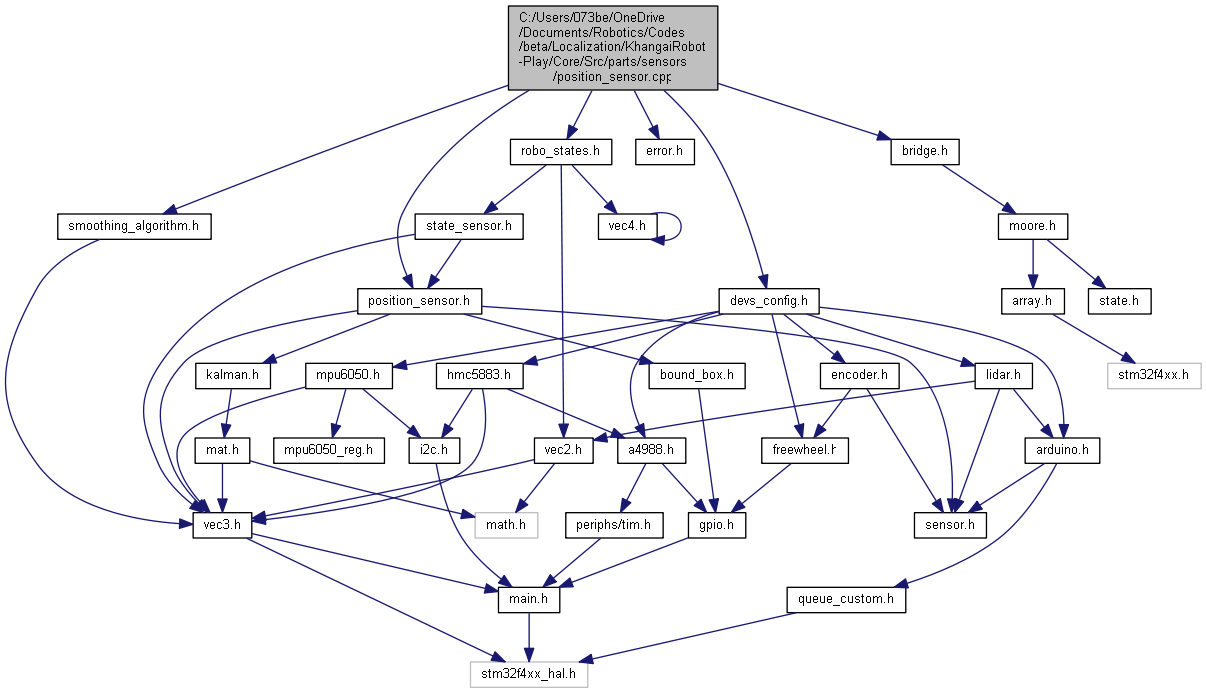 C:/Users/073be/OneDrive
/Documents/Robotics/Codes
/beta/Localization/KhangaiRobot
-Play/Core/Src/parts/sensors
/position_sensor.cpp
robo_states.h
error.h
bridge.h
smoothing_algorithm.h
state_sensor.h
vec4.h
moore.h
position_sensor.h
devs_config.h
array.h
state.h
kalman.h
mpu6050.h
hmc5883.h
bound_box.h
encoder.h
lidar.h
stm32f4xx.h
mat.h
mpu6050_reg.h
i2c.h
vec2.h
a4988.h
freewheel.h
arduino.h
vec3.h
math.h
periphs/tim.h
gpio.h
sensor.h
main.h
queue_custom.h
stm32f4xx_hal.h